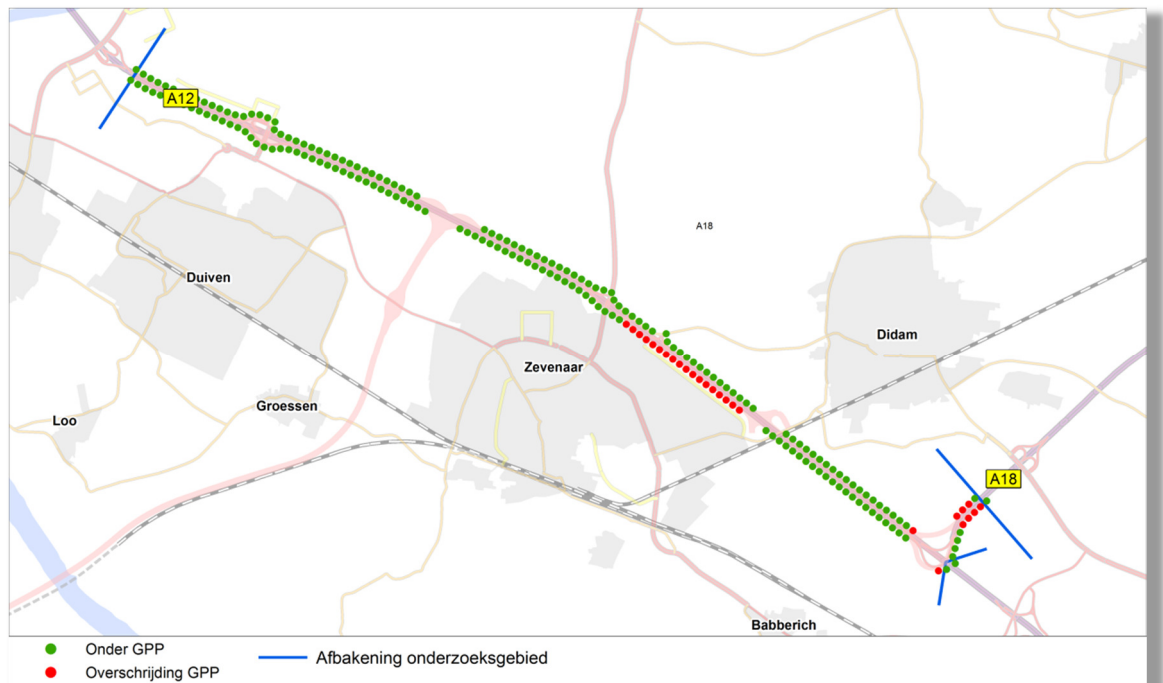 A12
A18
Duiven
Didam
Zevenaar
Groessen
Loo
A18
Babberich
Onder GPP
Overschrijding GPP
Afbakening onderzoeksgebied